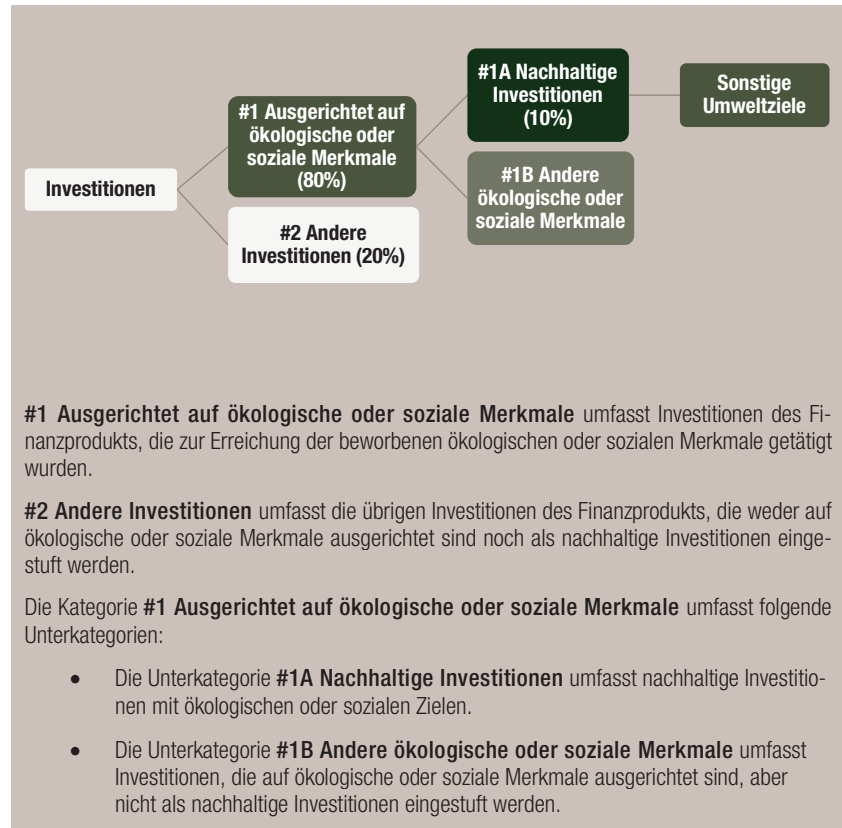 #1A Nachhaltige
Investitionen
(10%)
Sonstige
Umweltziele
#1 Ausgerichtet auf
ökologische oder
soziale Merkmale
(80%)
#1B Andere
ökologische oder
soziale Merkmale
Investitionen
#2 Andere
Investitionen (20%)
#1 Ausgerichtet auf ökologische oder soziale Merkmale umfasst Investitionen des Fi-
nanzprodukts, die zur Erreichung der beworbenen ökologischen oder sozialen Merkmale getätigt
wurden.
#2 Andere Investitionen umfasst die übrigen Investitionen des Finanzprodukts, die weder auf
ökologische oder soziale Merkmale ausgerichtet sind noch als nachhaltige Investitionen einge-
stuft werden.
Die Kategorie #1 Ausgerichtet auf ökologische oder soziale Merkmale umfasst folgende
Unterkategorien:
• Die Unterkategorie #1A Nachhaltige Investitionen umfasst nachhaltige Investitio-
nen mit ökologischen oder sozialen Zielen.
• Die Unterkategorie #1B Andere ökologische oder soziale Merkmale umfasst
Investitionen, die auf ökologische oder soziale Merkmale ausgerichtet sind, aber
nicht als nachhaltige Investitionen eingestuft werden.